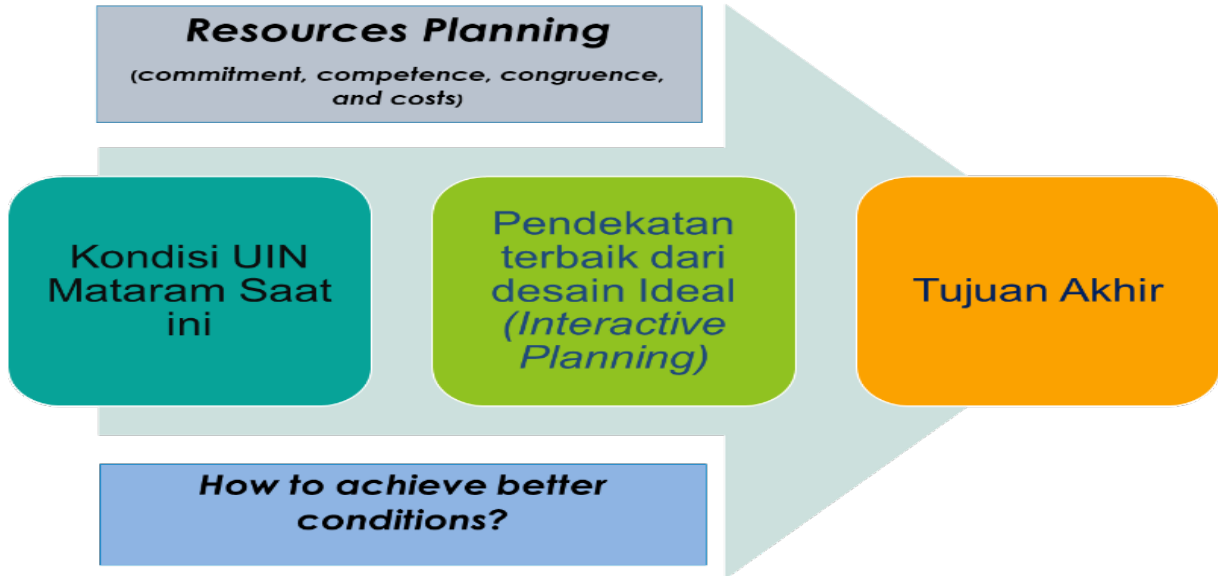 Resources Planning
(commitment, competence, congruence,
and costs)
Kondisi UIN
Mataram Saat
ini
Pendekatan
terbaik dari
desain Ideal
(Interactive
Planning)
Tujuan Akhir
How to achieve better
conditions?